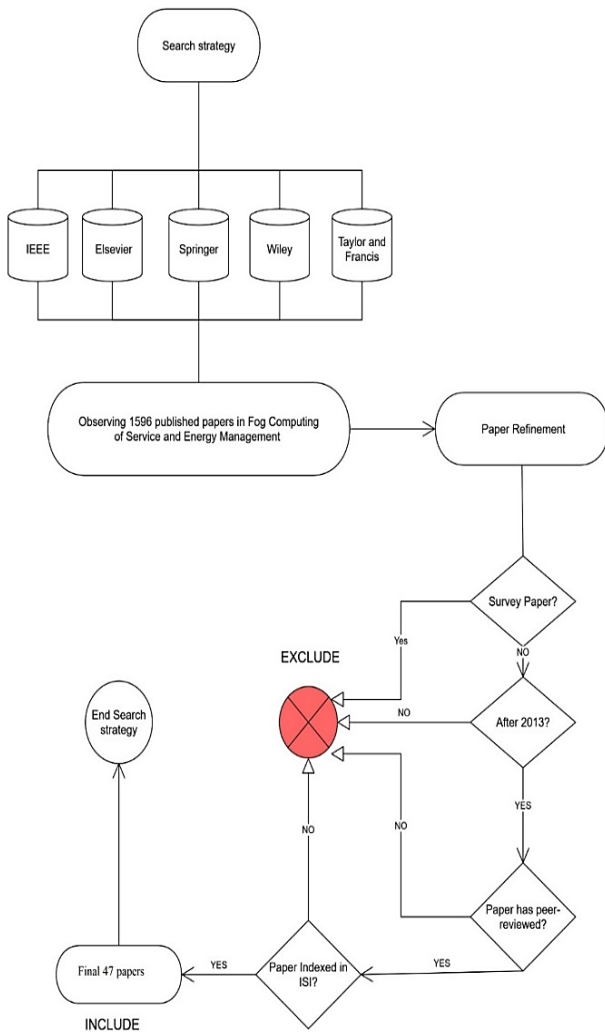 Search strategy
IEEE
Elsevier
Springer
Wiley
Taylor and
Francis
Observing 1596 published papers in Fog Computing
of Service and Energy Management
Paper Refinement
Survey Paper?
Yes
NO
EXCLUDE
After 2013?
NO
YES
End Search
strategy
NO
NO
Paper has peer-
reviewed?
YES
Paper Indexed in
ISI?
YES
Final 47 papers
INCLUDE